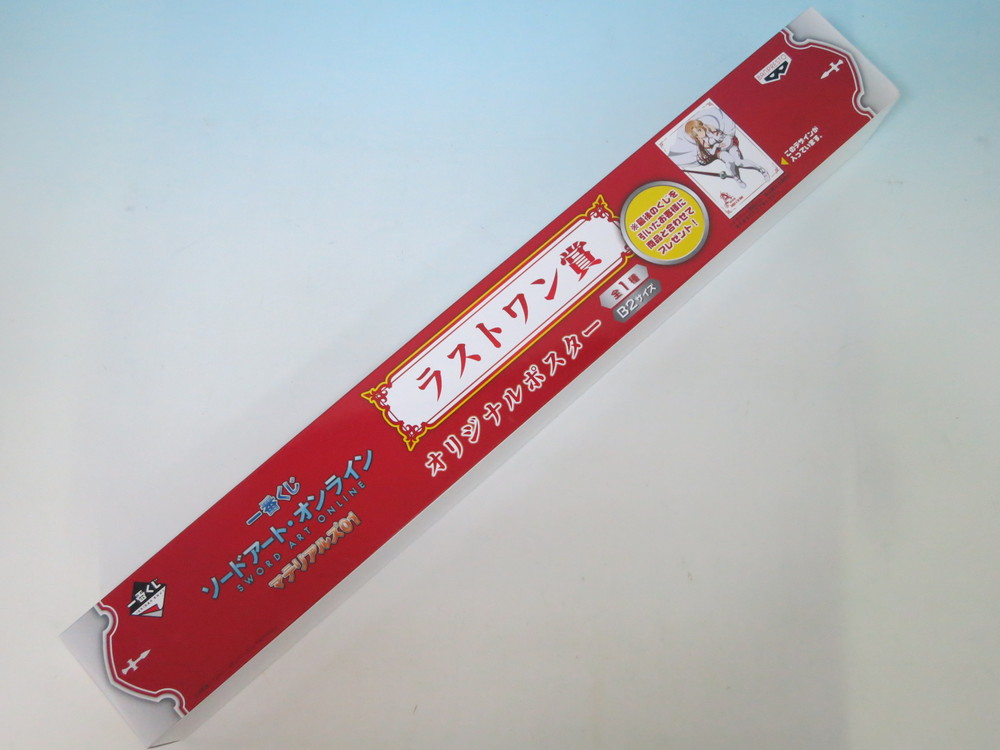 一番くじ
一番くじ
ソードアート・オンライン
SWORD ART ONLINE
マテリアルズ01
ラストワン賞
オリジナルポスター
全1種
B2サイズ
※最後のくじを
引いたお客様に
商品と合わせて
プレゼント!
このデザインが
入っています。